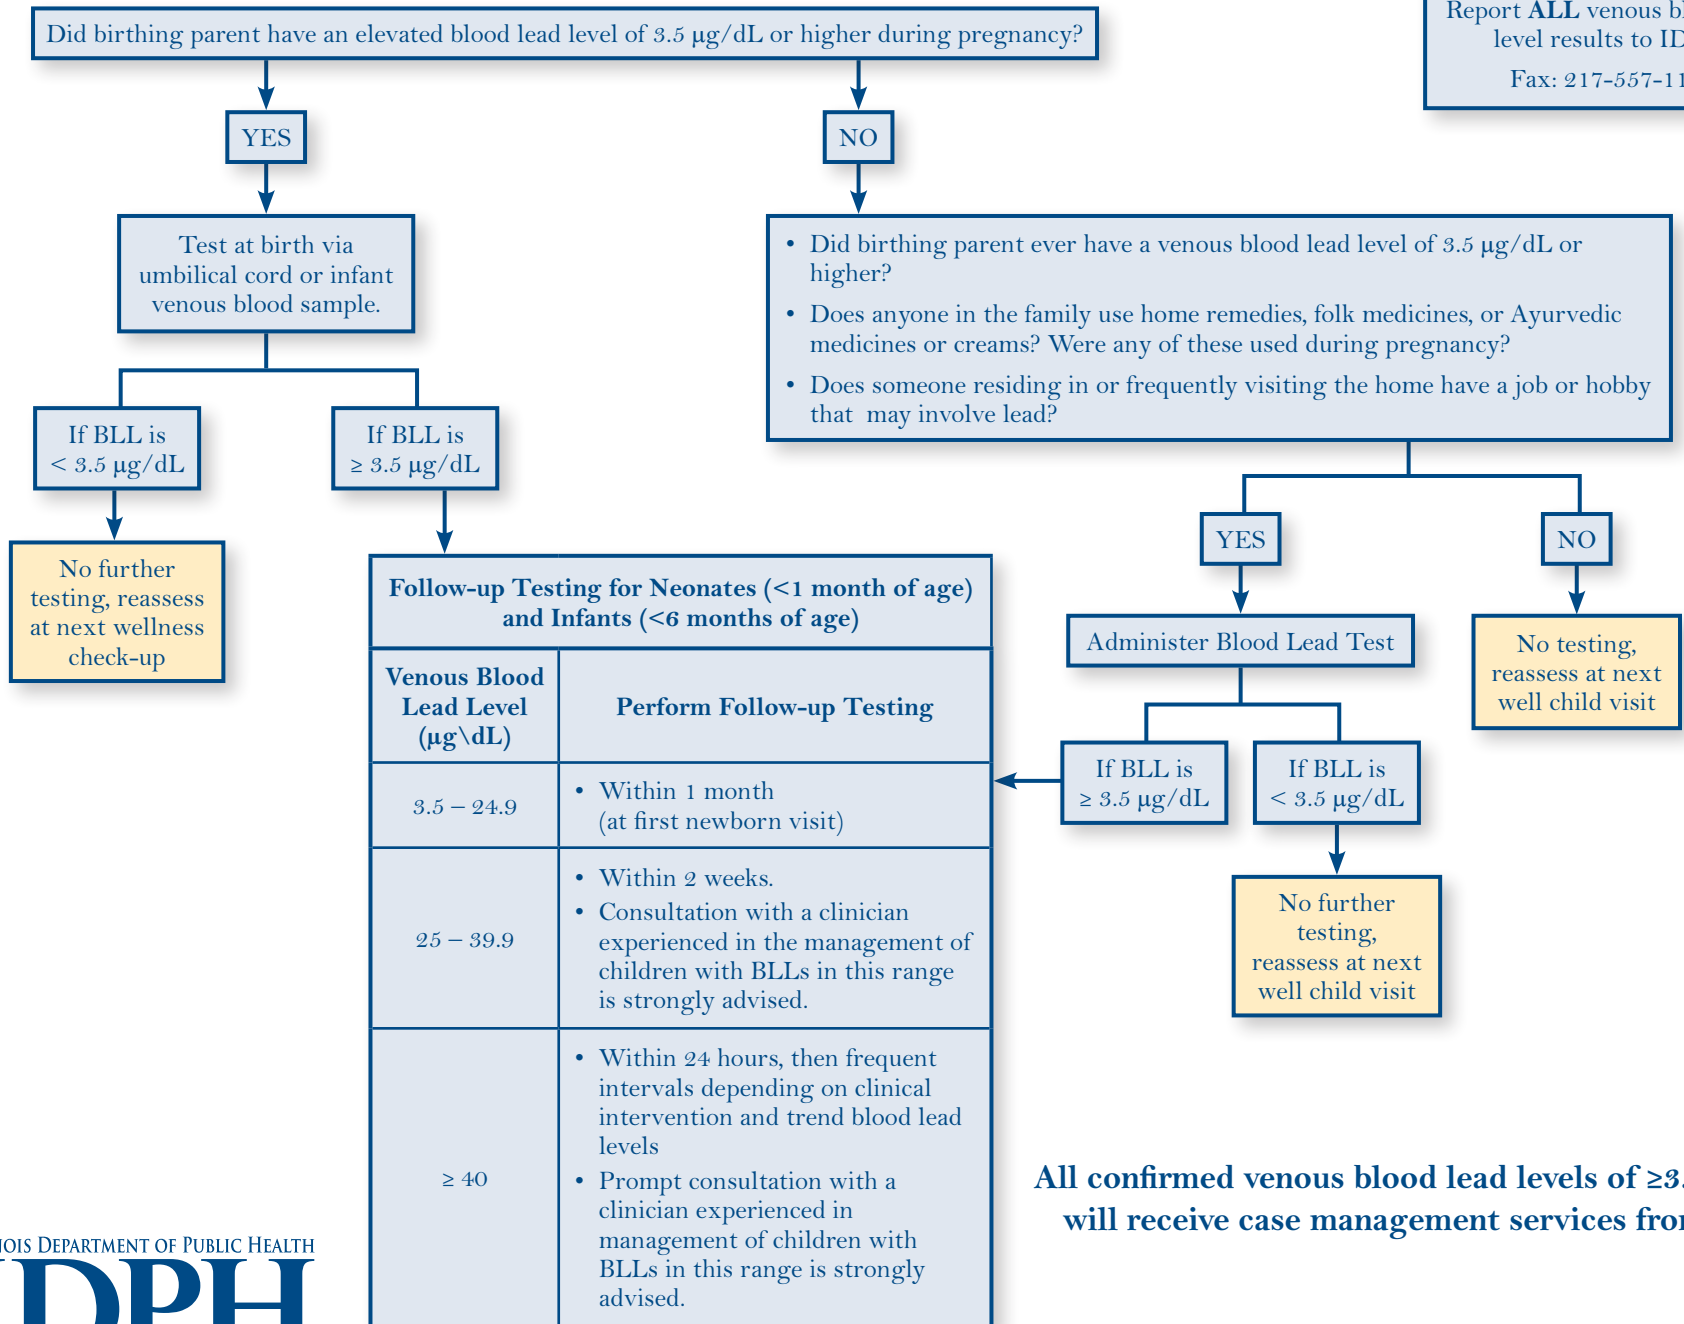 Did birthing parent have an elevated blood lead level of 3.5 µg/dL or higher during pregnancy?
Report ALL venous
level results to
Fax:
YES
NO
Test at birth via
umbilical cord or infant
venous blood sample.
• Did birthing parent ever have a venous blood lead level of 3.5 µg/dL or
higher?
• Does anyone in the family use home remedies, folk medicines, or Ayurvedic
medicines or creams? Were any of these used during pregnancy?
• Does someone residing in or frequently visiting the home have a job or hobby
that may involve lead?
If BLL is
< 3.5 µg/dL
If BLL is
≥ 3.5 µg/dL
No further
testing, reassess
at next wellness
check-up
YES
NO
Administer Blood Lead Test
No testing,
reassess at next
well child visit
If BLL is
≥ 3.5 µg/dL
If BLL is
< 3.5 µg/dL
No further
testing,
reassess at next
well child visit
Follow-up Testing for Neonates (<1 month of age)
and Infants (<6 months of age)
Venous Blood
Lead Level
(µg\dL)
Perform Follow-up Testing
3.5 – 24.9
• Within 1 month
(at first newborn visit)
25 – 39.9
• Within 2 weeks.
• Consultation with a clinician
experienced in the management of
children with BLLs in this range
is strongly advised.
≥ 40
• Within 24 hours, then frequent
intervals depending on clinical
intervention and trend blood lead
levels
• Prompt consultation with a
clinician experienced in
management of children with
BLLs in this range is strongly
advised.
All confirmed venous blood lead levels of
will receive case management services
DEPARTMENT OF PUBLIC HEALTH